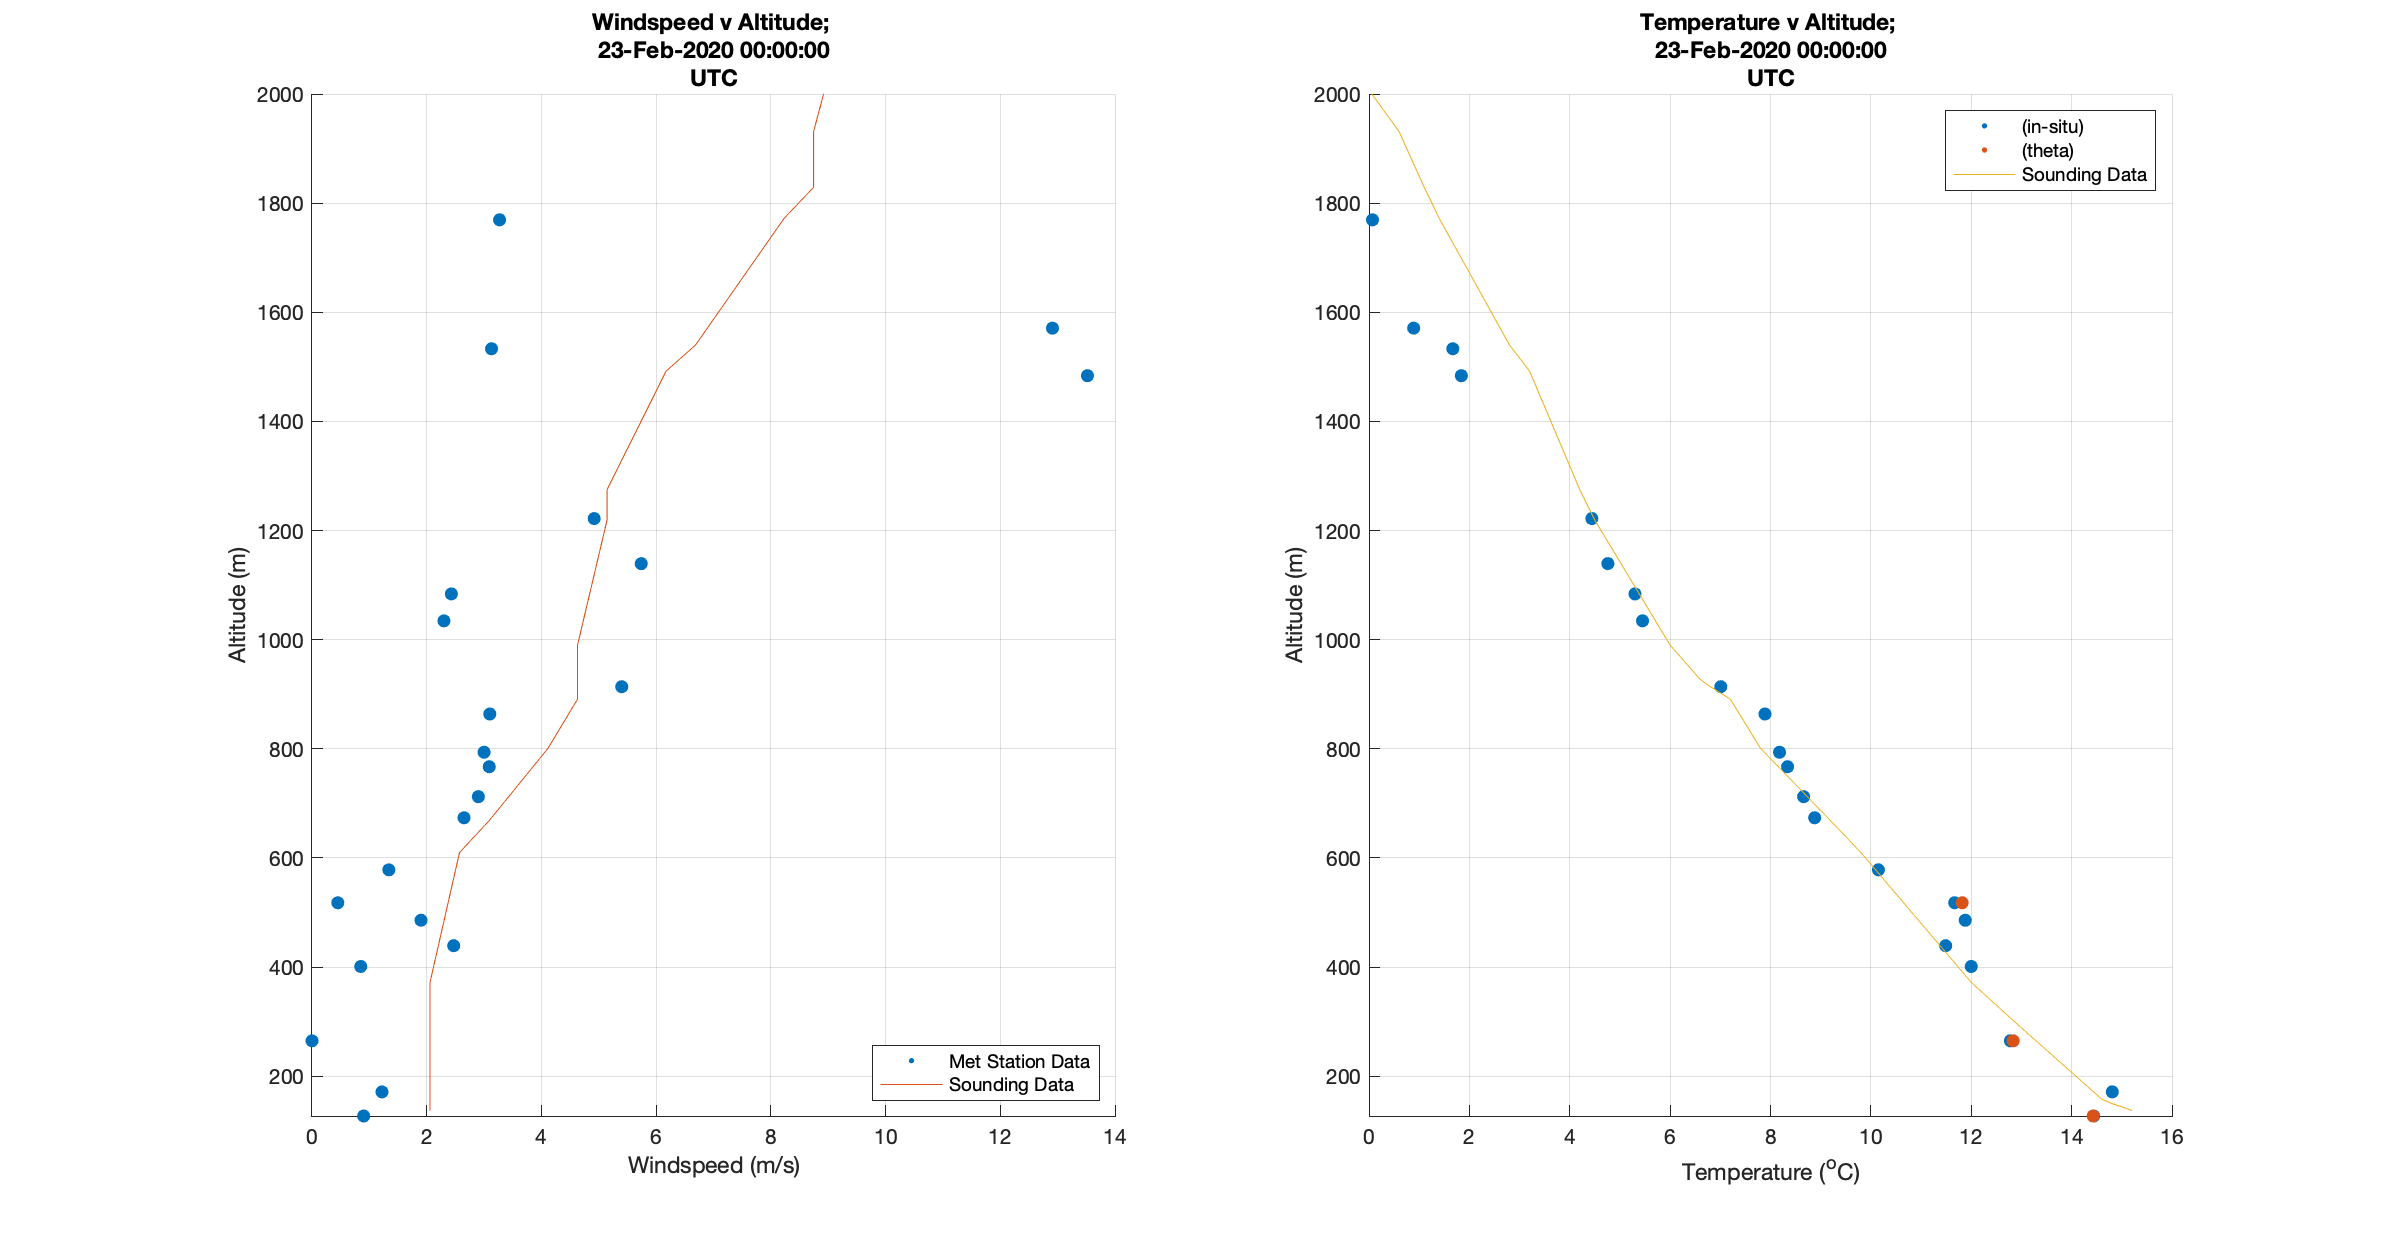 Windspeed v Altitude;
23-Feb-2020 00:00:00
UTC
2000
1800
1600
1400
1200
1000
800
600
400
200
Altitude (m)
0 2 4 6 8 10 12 14
Windspeed (m/s)
Met Station Data
Sounding Data
Temperature v Altitude;
23-Feb-2020 00:00:00
UTC
2000
1800
1600
1400
1200
1000
800
600
400
200
Altitude (m)
0 2 4 6 8 10 12 14 16
Temperature (°C)
(in-situ)
(theta)
Sounding Data